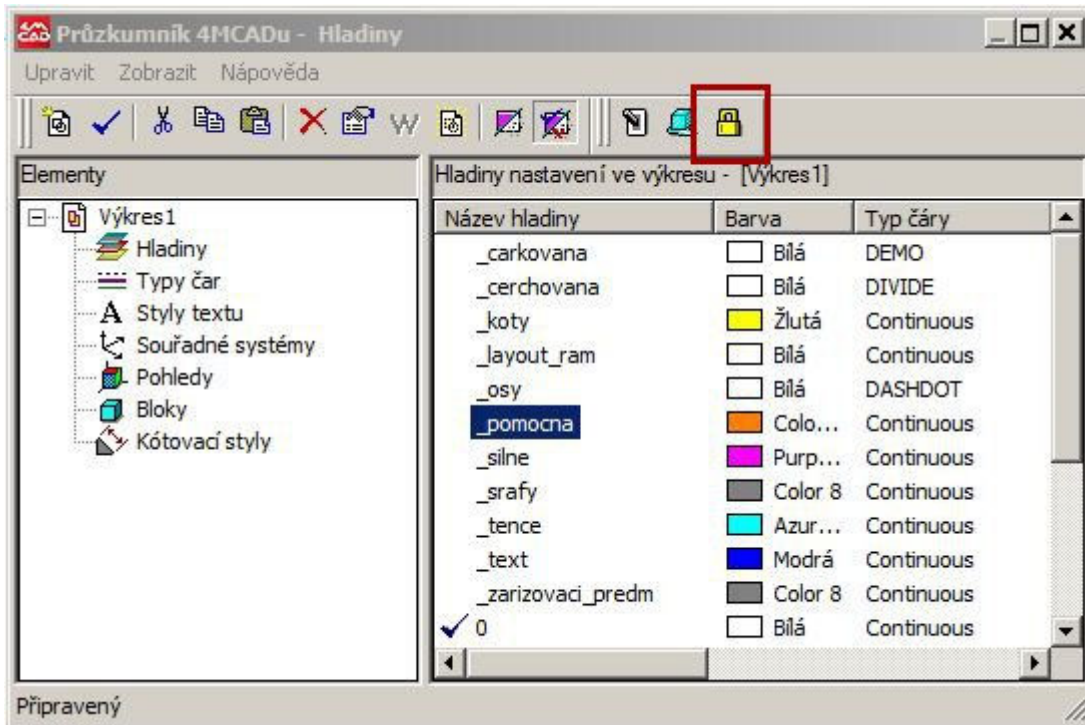 Průzkumník 4MCADu - Hladiny
Upravit Zobrazit Nápověda
Elementy
Výkres1
Hladiny
Typy čar
Styly textu
Souřadné systémy
Pohledy
Bloky
Kótovací styly
Hladiny nastavení ve výkresu - [Výkres1]
Název hladiny Barva Typ čáry
_carkovana Bílá DEMO
_cerchovana Bílá DIVIDE
_koty Žlutá Continuous
_layout_ram Bílá Continuous
_osy Bílá DASHDOT
_pomocna Colo... Continuous
_silne Purp... Continuous
_srafy Color 8 Continuous
_tence Azur... Continuous
_text Modrá Continuous
_zarizovaci_predm Color 8 Continuous
0 Bílá Continuous
Připravený